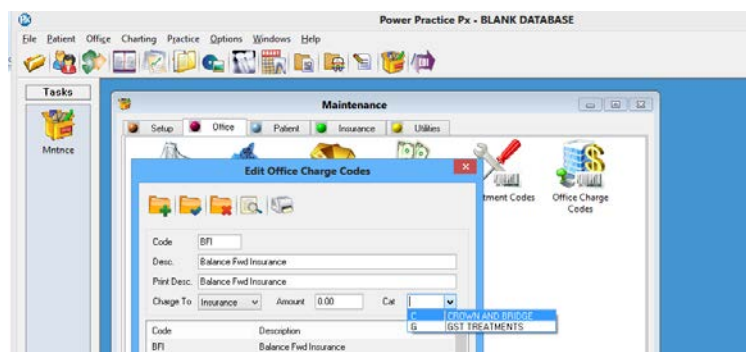 Power Practice Px - BLANK DATABASE
File Patient Office Charting Practice Options Windows Help
Tasks
Mntnce
Maintenance
Setup Office Patient Insurance Utilities
Edit Office Charge Codes
tment Codes
Office Charge
Codes
Code BFI
Desc. Balance Fwd Insurance
Print Desc. Balance Fwd Insurance
Charge To Insurance Amount 0.00 Cat
C CROWN AND BRIDGE
G GST TREATMENTS
Code Description
BFI Balance Fwd Insurance